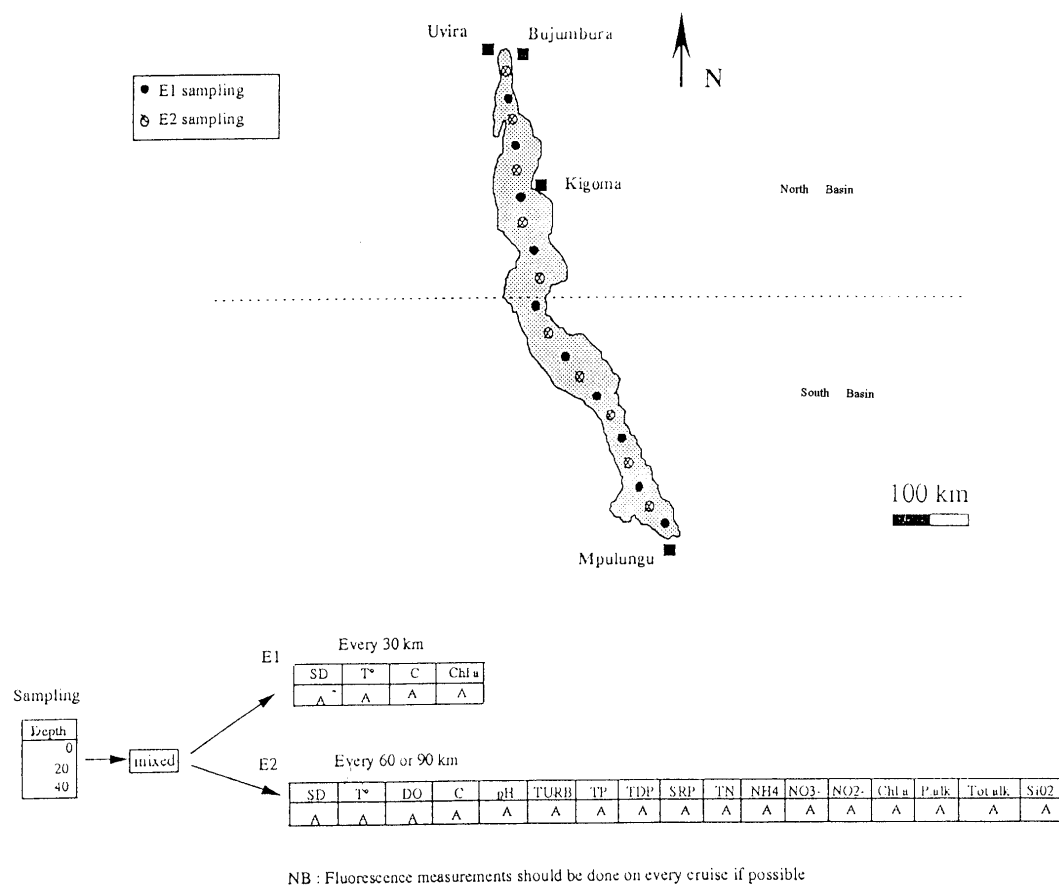 Uvira
Bujumbura
N
E1 sampling
E2 sampling
Kigoma
North Basin
South Basin
100 km
Mpulungu
Every 30 km
E1
SD T° C Chl a
Λ Λ Λ Λ
Sampling
Depth
0
20
40
mixed
E2
Every 60 or 90 km
SD T° DO C pH TURB TP TDP SRP TN NH4 NO3- NO2- Chl a P.alk Tot alk SiO2
Λ Λ Λ Λ Λ Λ Λ Λ Λ Λ Λ Λ Λ Λ Λ Λ Λ
NB : Fluorescence measurements should be done on every cruise if possible